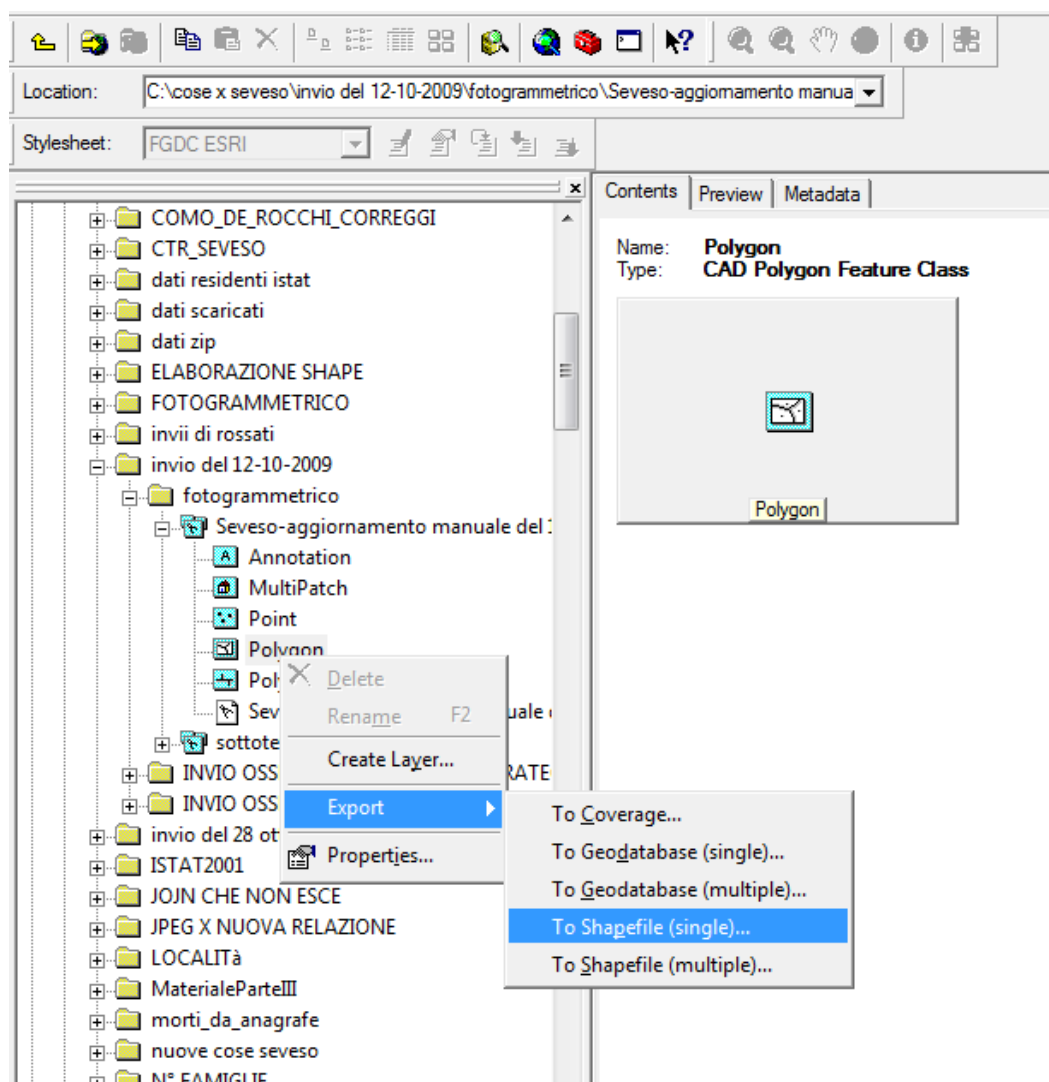 Location: C:\cose x seveso\invio del 12-10-2009\fotogrammetrico\Seveso-aggiornamento manua
Stylesheet: FGDC ESRI
Contents Preview Metadata
Name: Polygon
Type: CAD Polygon Feature Class
Polygon
COMO_DE_ROCCHI_CORREGGI
CTR_SEVESO
dati residenti istat
dati scaricati
dati zip
ELABORAZIONE SHAPE
FOTOGRAMMETRICO
invii di rossati
invio del 12-10-2009
fotogrammetrico
Seveso-aggiornamento manuale del
Annotation
MultiPatch
Point
Polygon
Pol
Sev uale
sottote
INVIO OSS RATE
INVIO OSS
invio del 28 ot
ISTAT2001
JOJN CHE NON ESCE
JPEG X NUOVA RELAZIONE
LOCALITà
MaterialeParteIII
morti_da_anagrafe
nuove cose seveso
N° FAMIGLIE
Delete
Rename F2
Create Layer...
Export
Properties...
To Coverage...
To Geodatabase (single)...
To Geodatabase (multiple)...
To Shapefile (single)...
To Shapefile (multiple)...